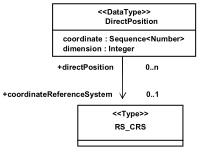 <<DataType>>
DirectPosition
coordinate : Sequence<Number>
dimension : Integer
+directPosition 0..n
+coordinateReferenceSystem 0..1
<<Type>>
RS_CRS